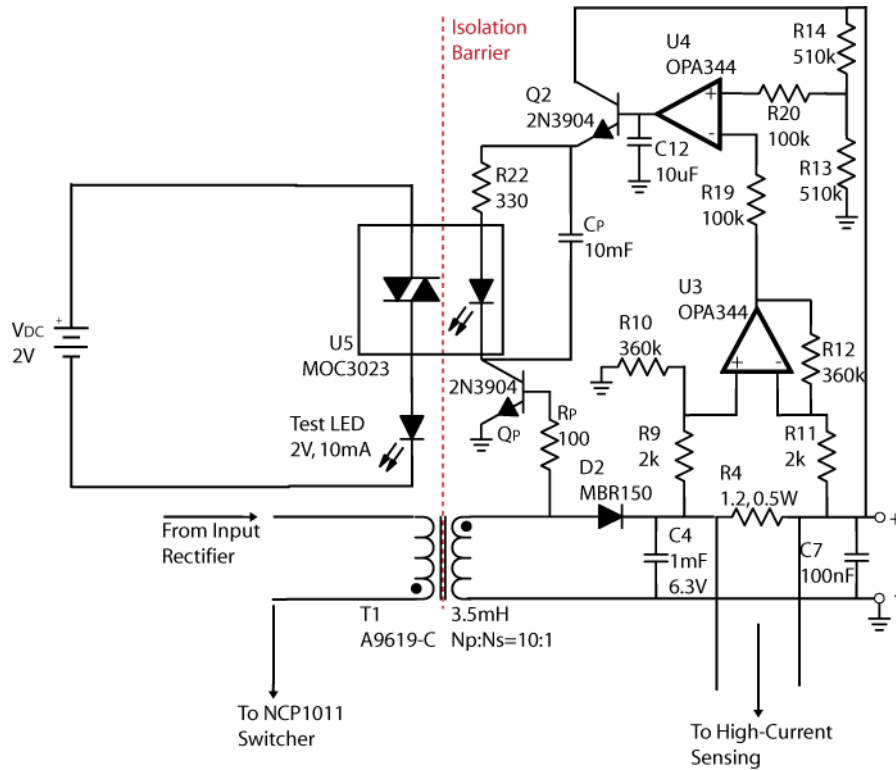 Isolation
Barrier
R14
510k
U4
OPA344
+
-
Q2
2N3904
R20
100k
C12
10uF
R13
510k
R22
330
R19
100k
CP
10mF
U3
OPA344
+
-
VDC
2V
+
U5
MOC3023
R10
360k
R12
360k
2N3904
QP
RP
100
Test LED
2V, 10mA
R9
2k
R11
2k
D2
MBR150
R4
1.2, 0.5W
+
From Input
Rectifier
C4
1mF
6.3V
C7
100nF
-
T1
A9619-C
3.5mH
Np:Ns=10:1
To NCP1011
Switcher
To High-Current
Sensing